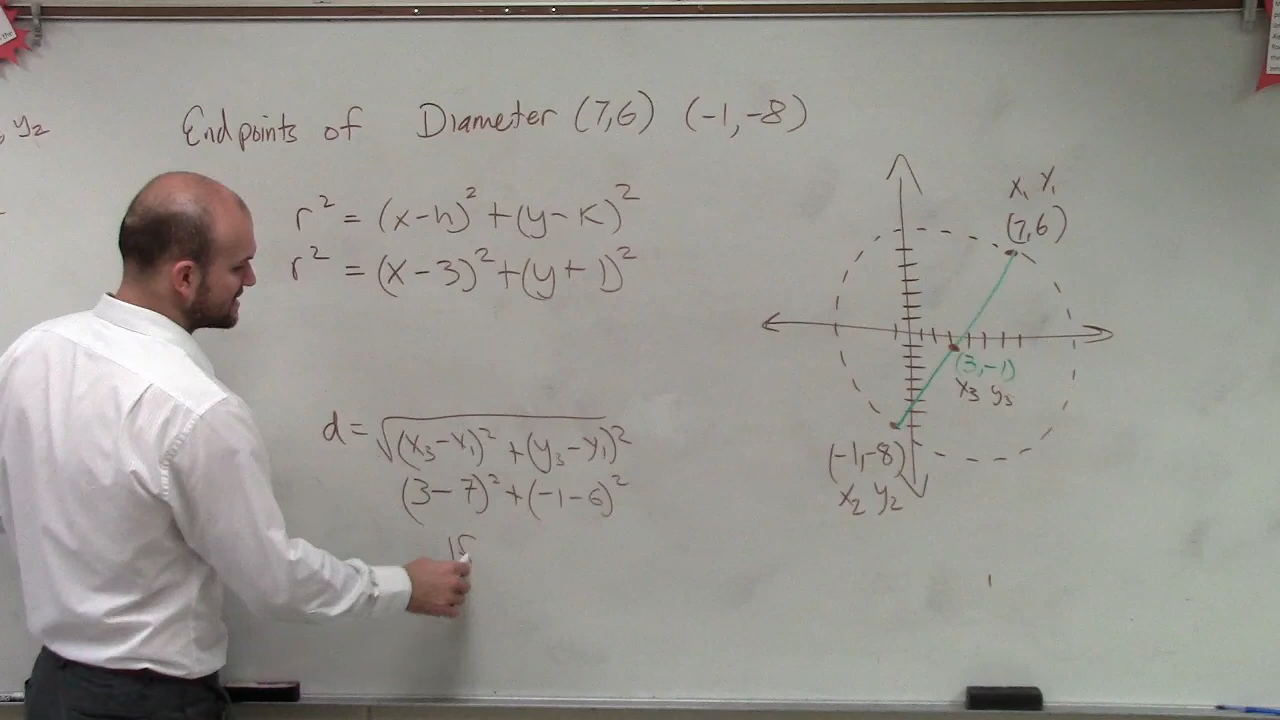 Endpoints of Diameter (7,6) (-1,-8)
, y₂
r² = (x-h)² + (y-k)²
r² = (x-3)² + (y+1)²
d = √(x₃-x₁)² + (y₃-y₁)²
(3-7)² + (-1-6)²
x₁ y₁
(7,6)
(3,-1)
x₃ y₃
(-1,-8)
x₂ y₂